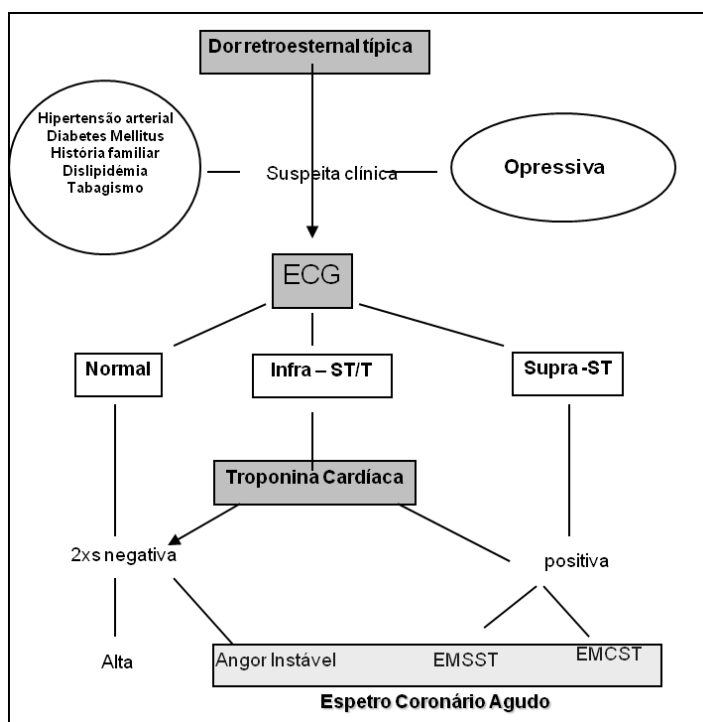 Dor retroesternal típica
Hipertensão arterial
Diabetes Mellitus
História familiar
Dislipidémia
Tabagismo
Suspeita clínica
Opressiva
ECG
Normal
Infra – ST/T
Supra -ST
Troponina Cardíaca
2xs negativa
positiva
Alta
Angor Instável
EMSST
EMCST
Espetro Coronário Agudo